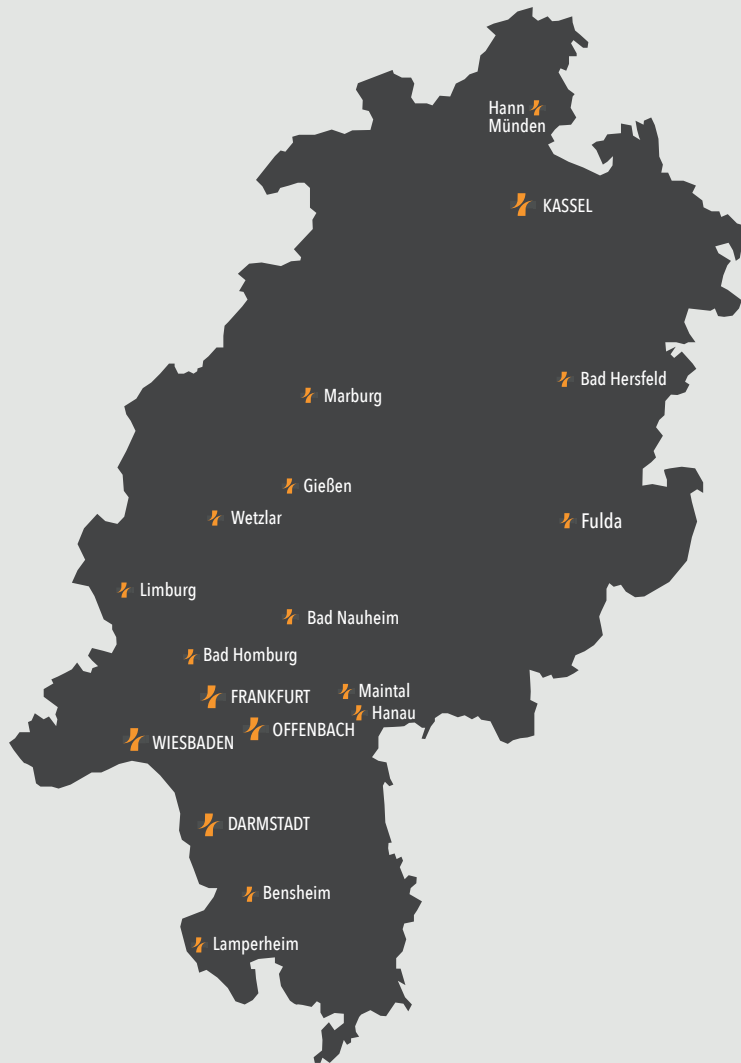 Hann
Münden
KASSEL
Bad Hersfeld
Marburg
Gießen
Wetzlar
Fulda
Limburg
Bad Nauheim
Bad Homburg
Maintal
FRANKFURT
Hanau
OFFENBACH
WIESBADEN
DARMSTADT
Bensheim
Lamperheim